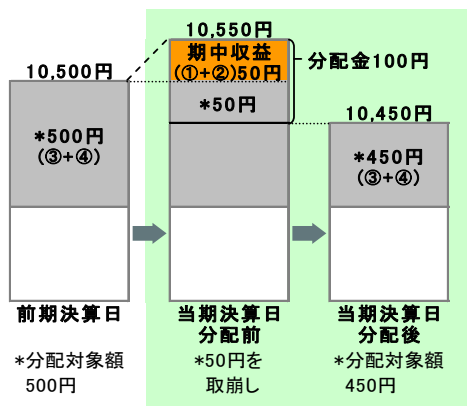 10,550円
期中収益
(①+②)50円
分配金100円
10,500円
*50円
10,450円
*500円
(③+④)
*450円
(③+④)
前期決算日
当期決算日
分配前
当期決算日
分配後
*分配対象額
500円
*50円を
取崩し
*分配対象額
450円